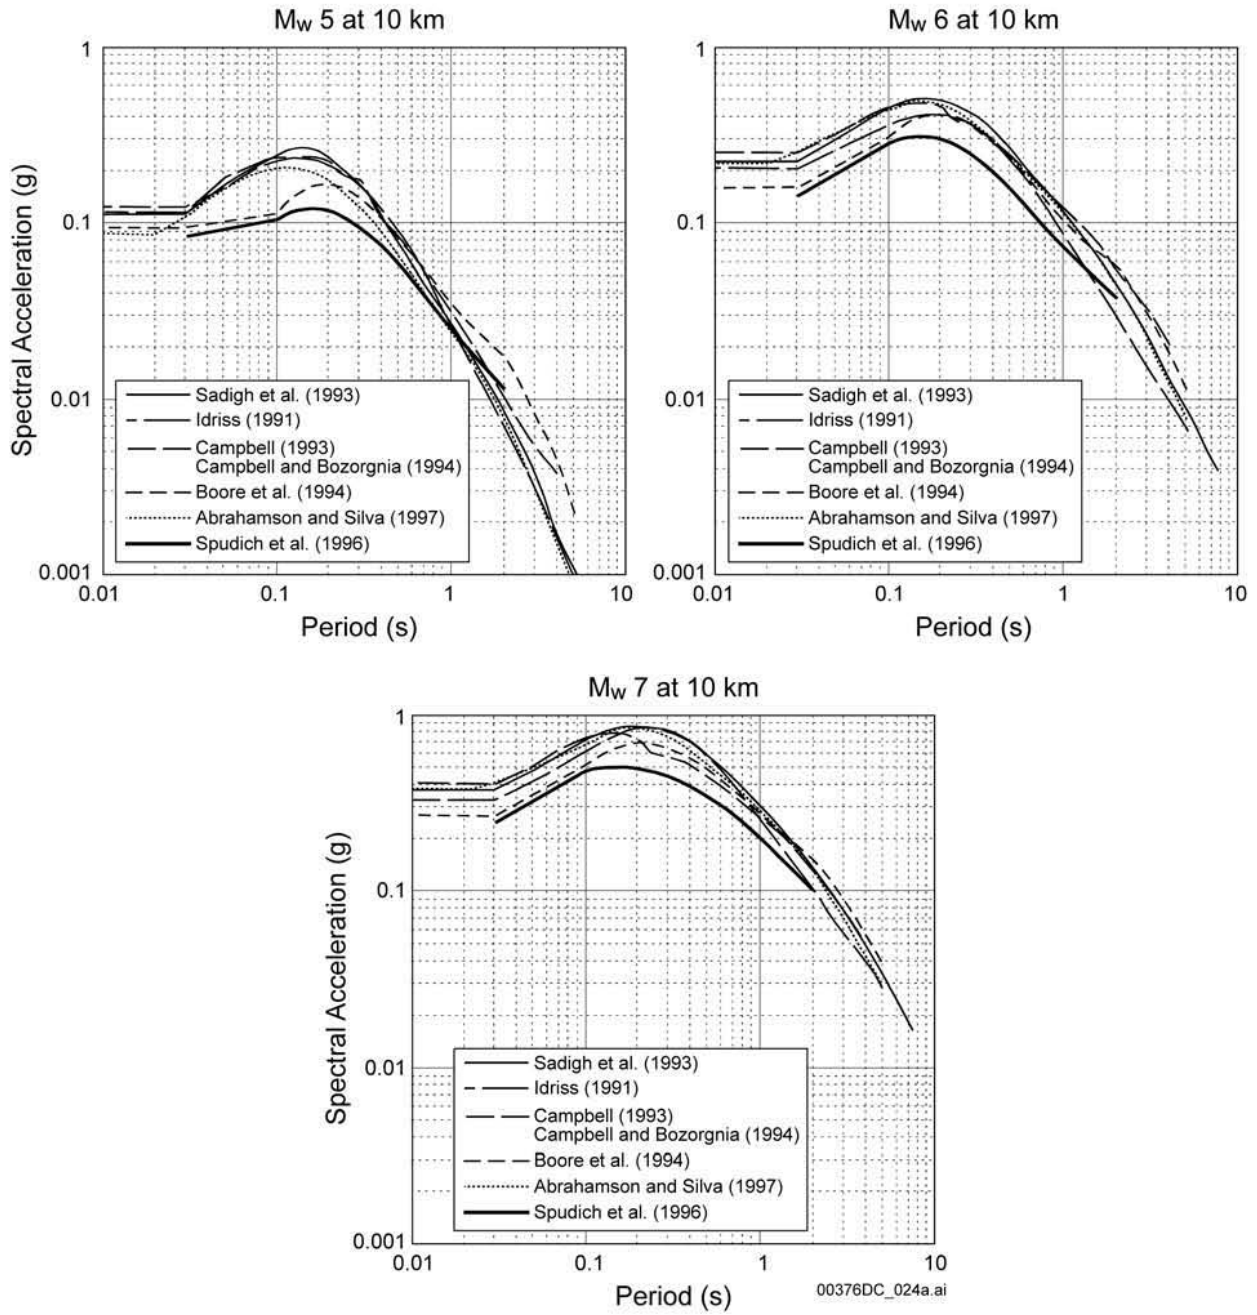 M_W 5 at 10 km
Spectral Acceleration (g)
1
0.1
0.01
0.001
Sadigh et al. (1993)
Idriss (1991)
Campbell (1993)
Campbell and Bozorgnia (1994)
Boore et al. (1994)
Abrahamson and Silva (1997)
Spudich et al. (1996)
0.01 0.1 1 10
Period (s)
M_W 6 at 10 km
Spectral Acceleration (g)
1
0.1
0.01
0.001
Sadigh et al. (1993)
Idriss (1991)
Campbell (1993)
Campbell and Bozorgnia (1994)
Boore et al. (1994)
Abrahamson and Silva (1997)
Spudich et al. (1996)
0.01 0.1 1 10
Period (s)
M_W 7 at 10 km
Spectral Acceleration (g)
1
0.1
0.01
0.001
Sadigh et al. (1993)
Idriss (1991)
Campbell (1993)
Campbell and Bozorgnia (1994)
Boore et al. (1994)
Abrahamson and Silva (1997)
Spudich et al. (1996)
0.01 0.1 1 10
Period (s)
00376DC_024a.ai